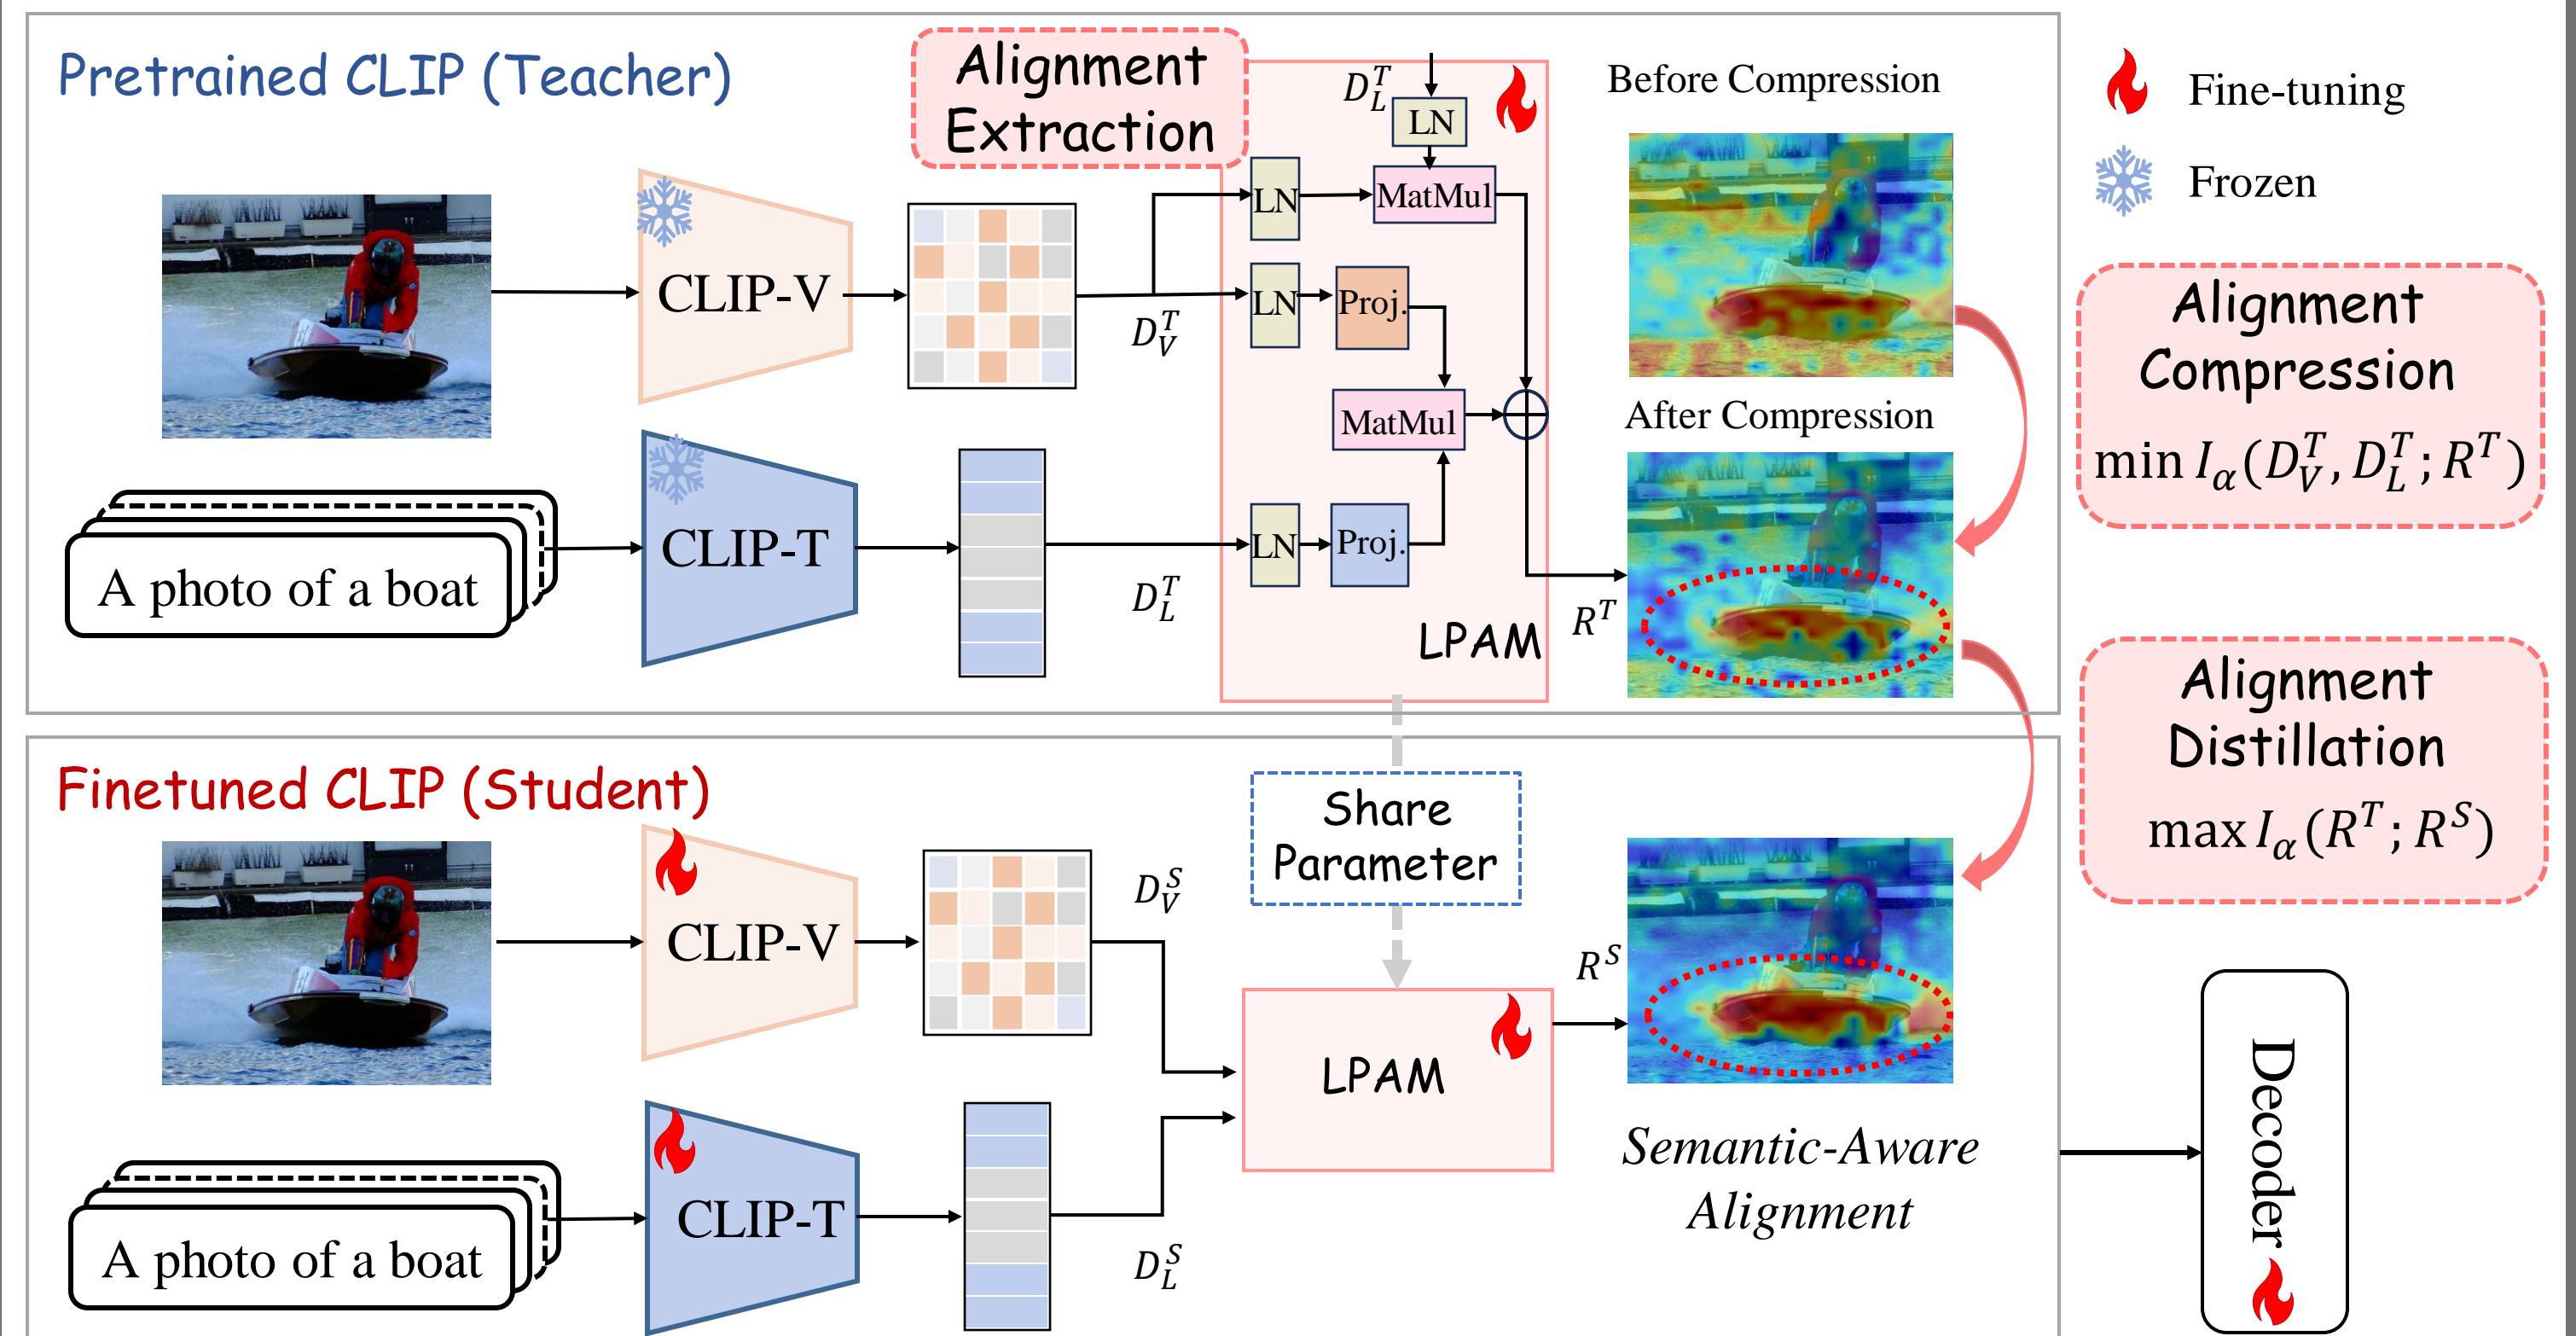 Pretrained CLIP (Teacher)
Alignment
Extraction
D_L^T
LN
LN
MatMul
CLIP-V
D_V^T
LN
Proj.
MatMul
A photo of a boat
CLIP-T
D_L^T
LN
Proj.
LPAM
R^T
Before Compression
After Compression
Fine-tuning
Frozen
Alignment
Compression
min I_α(D_V^T, D_L^T; R^T)
Alignment
Distillation
max I_α(R^T; R^S)
Finetuned CLIP (Student)
Share
Parameter
CLIP-V
D_V^S
A photo of a boat
CLIP-T
D_L^S
LPAM
R^S
Semantic-Aware
Alignment
Decoder